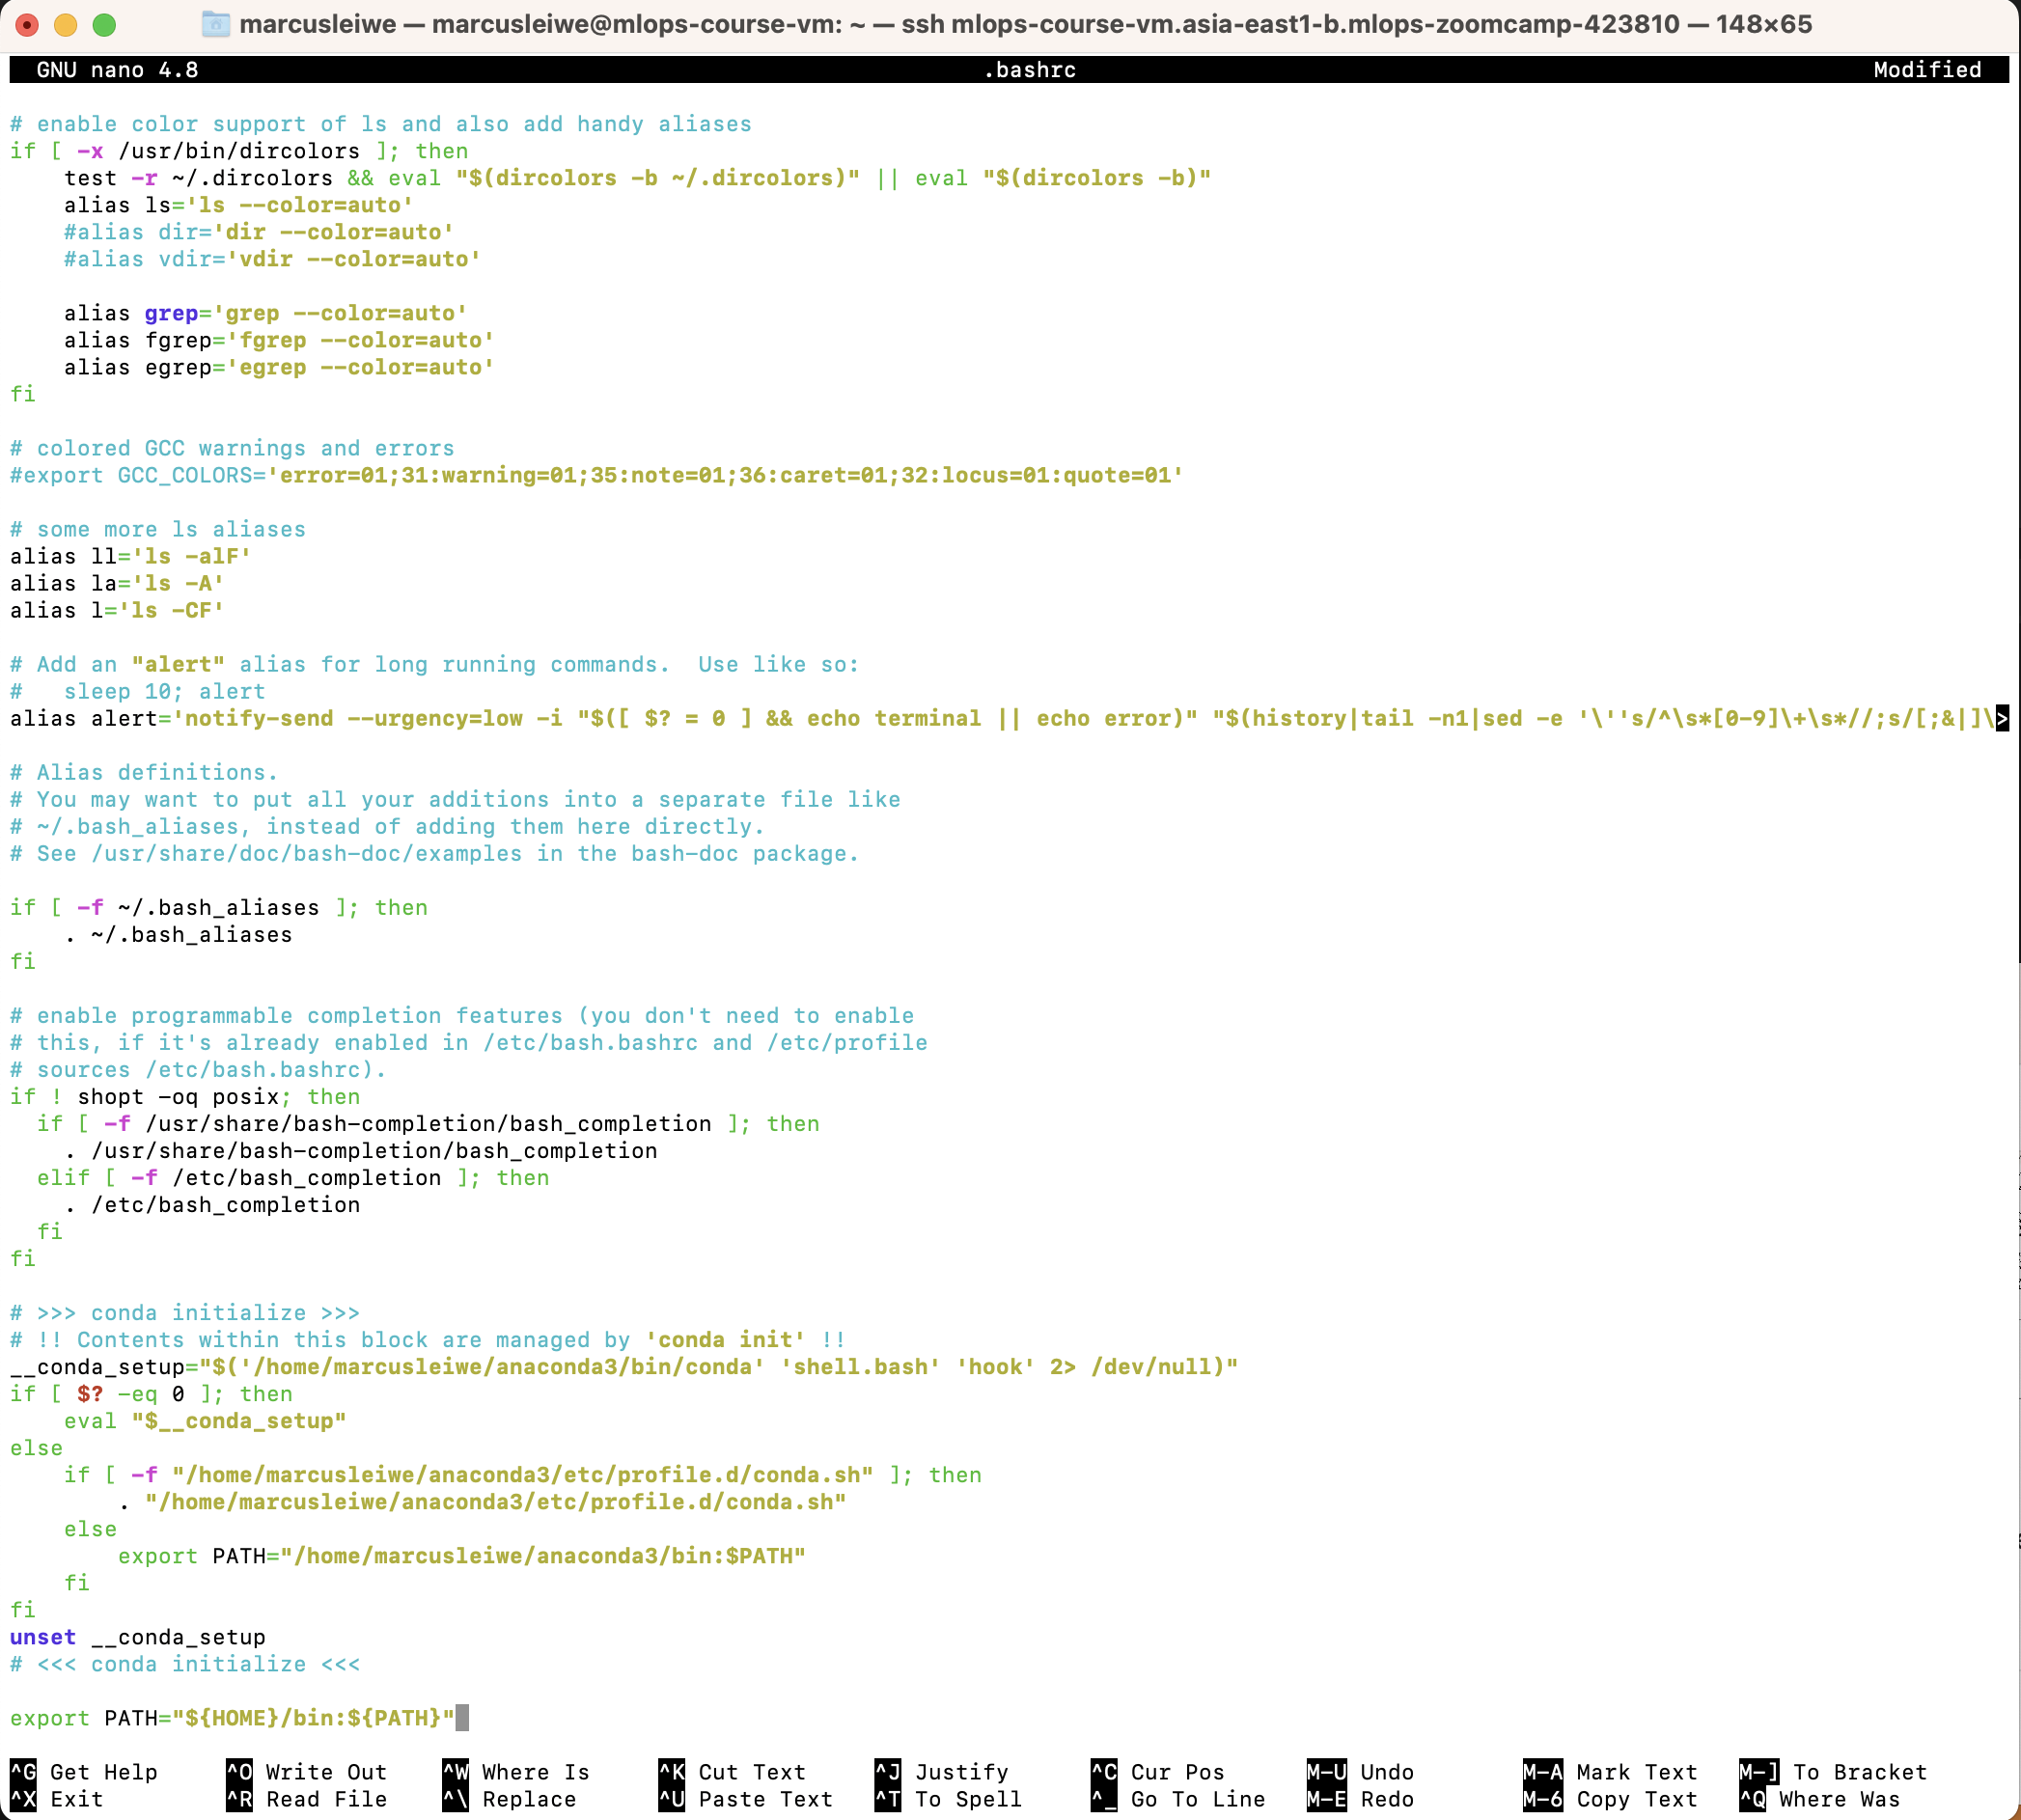 marcusleiwe — marcusleiwe@mlops-course-vm: ~ — ssh mlops-course-vm.asia-east1-b.mlops-zoomcamp-423810 — 148×65
GNU nano 4.8 .bashrc Modified
# enable color support of ls and also add handy aliases
if [ -x /usr/bin/dircolors ]; then
    test -r ~/.dircolors && eval "$(dircolors -b ~/.dircolors)" || eval "$(dircolors -b)"
    alias ls='ls --color=auto'
    #alias dir='dir --color=auto'
    #alias vdir='vdir --color=auto'
    alias grep='grep --color=auto'
    alias fgrep='fgrep --color=auto'
    alias egrep='egrep --color=auto'
fi
# colored GCC warnings and errors
#export GCC_COLORS='error=01;31:warning=01;35:note=01;36:caret=01;32:locus=01:quote=01'
# some more ls aliases
alias ll='ls -alF'
alias la='ls -A'
alias l='ls -CF'
# Add an "alert" alias for long running commands.  Use like so:
#   sleep 10; alert
alias alert='notify-send --urgency=low -i "$([ $? = 0 ] && echo terminal || echo error)" "$(history|tail -n1|sed -e '\''s/^\s*[0-9]\+\s*//;s/[;&|]\>
# Alias definitions.
# You may want to put all your additions into a separate file like
# ~/.bash_aliases, instead of adding them here directly.
# See /usr/share/doc/bash-doc/examples in the bash-doc package.
if [ -f ~/.bash_aliases ]; then
    . ~/.bash_aliases
fi
# enable programmable completion features (you don't need to enable
# this, if it's already enabled in /etc/bash.bashrc and /etc/profile
# sources /etc/bash.bashrc).
if ! shopt -oq posix; then
  if [ -f /usr/share/bash-completion/bash_completion ]; then
    . /usr/share/bash-completion/bash_completion
  elif [ -f /etc/bash_completion ]; then
    . /etc/bash_completion
  fi
fi
# >>> conda initialize >>>
# !! Contents within this block are managed by 'conda init' !!
__conda_setup="$('/home/marcusleiwe/anaconda3/bin/conda' 'shell.bash' 'hook' 2> /dev/null)"
if [ $? -eq 0 ]; then
    eval "$__conda_setup"
else
    if [ -f "/home/marcusleiwe/anaconda3/etc/profile.d/conda.sh" ]; then
        . "/home/marcusleiwe/anaconda3/etc/profile.d/conda.sh"
    else
        export PATH="/home/marcusleiwe/anaconda3/bin:$PATH"
    fi
fi
unset __conda_setup
# <<< conda initialize <<<
export PATH="${HOME}/bin:${PATH}"
^G Get Help ^O Write Out ^W Where Is ^K Cut Text ^J Justify ^C Cur Pos M-U Undo M-A Mark Text M-] To Bracket
^X Exit ^R Read File ^\ Replace ^U Paste Text ^T To Spell ^_ Go To Line M-E Redo M-6 Copy Text ^Q Where Was